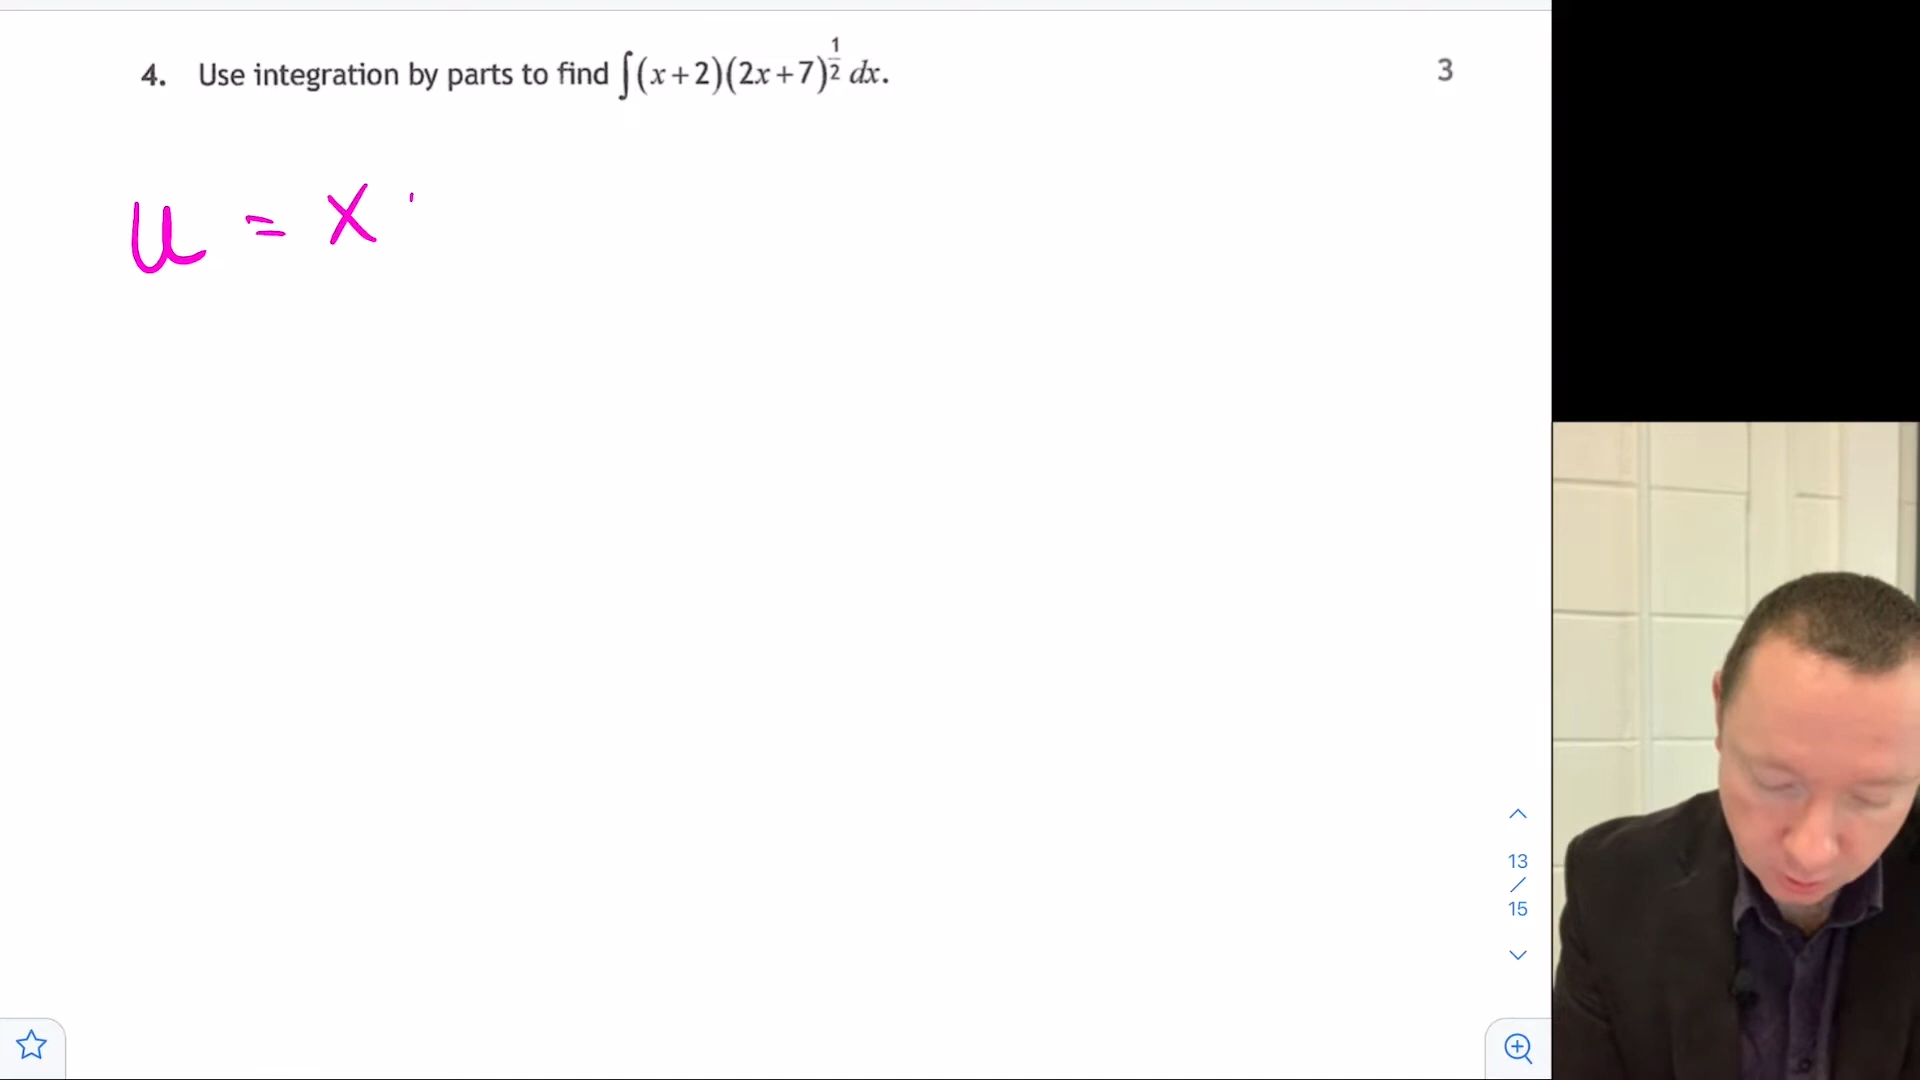 4. Use integration by parts to find ∫(x+2)(2x+7)^{1/2} dx. 3
u = x
13
/
15